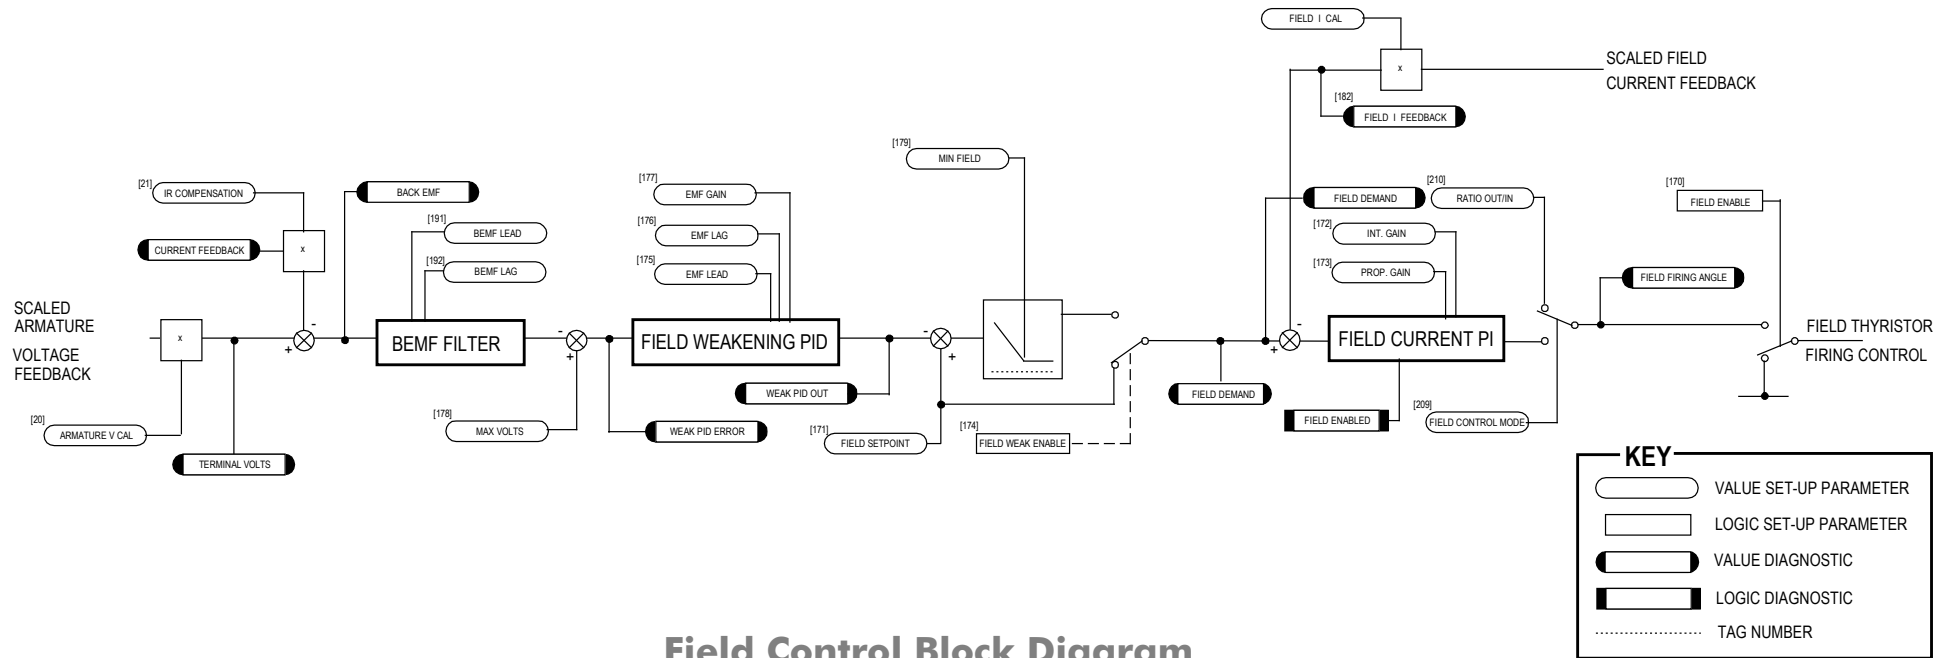 FIELD I CAL
x
SCALED FIELD
CURRENT FEEDBACK
[182]
FIELD I FEEDBACK
[179]
MIN FIELD
[21]
IR COMPENSATION
BACK EMF
[177]
EMF GAIN
FIELD DEMAND
[210]
RATIO OUT/IN
[170]
FIELD ENABLE
[191]
BEMF LEAD
[176]
EMF LAG
[172]
INT. GAIN
CURRENT FEEDBACK
x
[192]
BEMF LAG
[175]
EMF LEAD
[173]
PROP. GAIN
FIELD FIRING ANGLE
SCALED
ARMATURE
VOLTAGE
FEEDBACK
x
-
+
BEMF FILTER
-
+
FIELD WEAKENING PID
-
+
-
+
FIELD CURRENT PI
FIELD THYRISTOR
FIRING CONTROL
WEAK PID OUT
FIELD DEMAND
[20]
ARMATURE V CAL
[178]
MAX VOLTS
WEAK PID ERROR
[171]
FIELD SETPOINT
[174]
FIELD WEAK ENABLE
FIELD ENABLED
[209]
FIELD CONTROL MODE
TERMINAL VOLTS
KEY
VALUE SET-UP PARAMETER
LOGIC SET-UP PARAMETER
VALUE DIAGNOSTIC
LOGIC DIAGNOSTIC
TAG NUMBER
Field Control Block Diagram